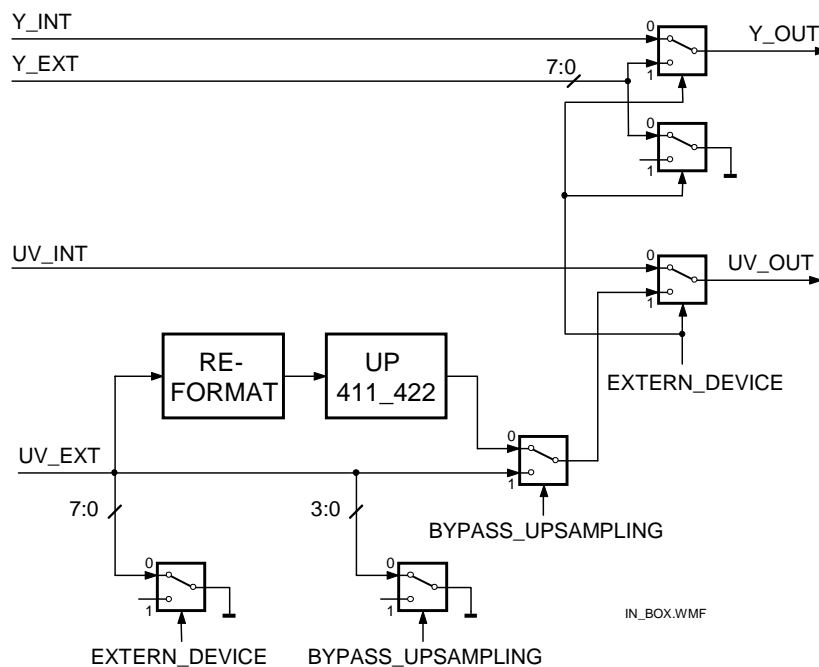 Y_INT
0
Y_OUT
Y_EXT
7:0
1
0
1
UV_INT
0
UV_OUT
1
RE-
FORMAT
UP
411_422
EXTERN_DEVICE
0
UV_EXT
1
7:0
3:0
BYPASS_UPSAMPLING
0
0
1
1
IN_BOX.WMF
EXTERN_DEVICE
BYPASS_UPSAMPLING